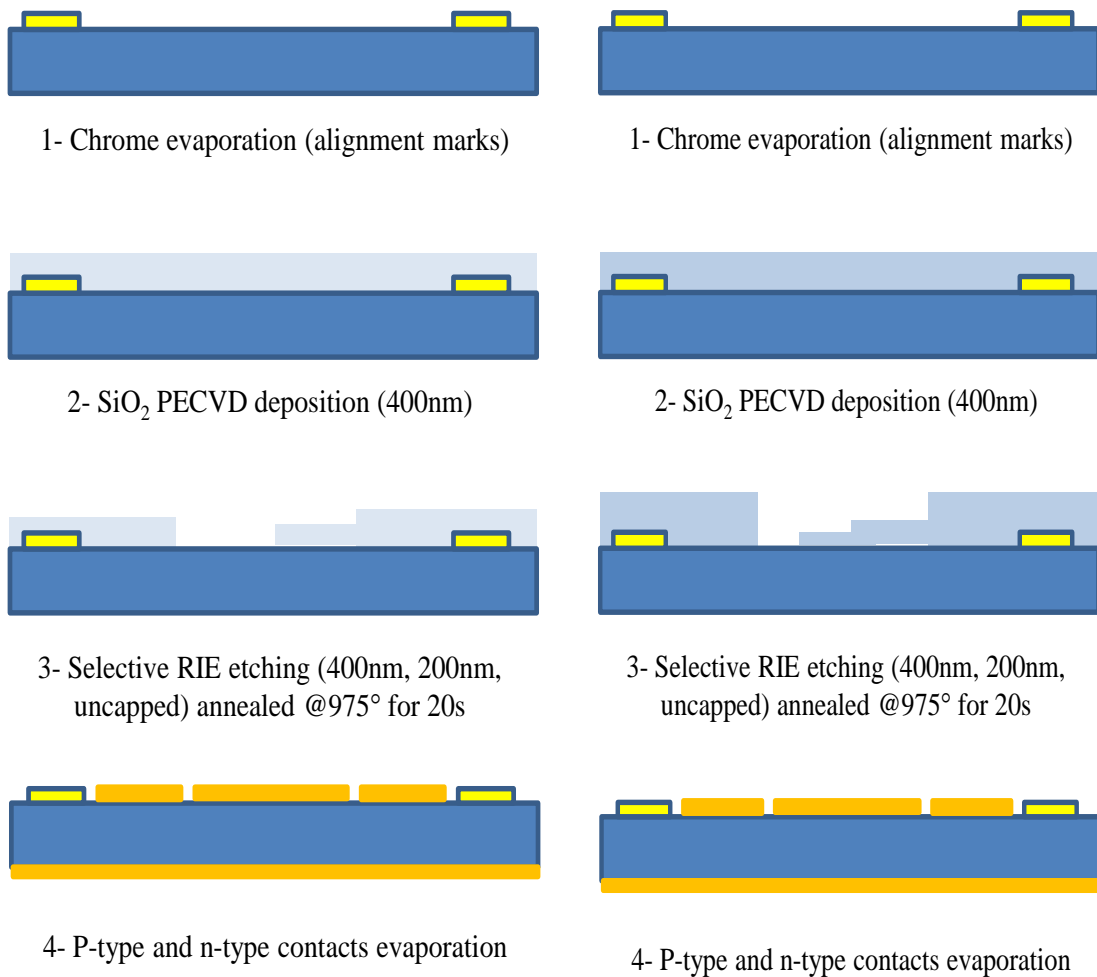 1- Chrome evaporation (alignment marks)
1- Chrome evaporation (alignment marks)
2- SiO₂ PECVD deposition (400nm)
2- SiO₂ PECVD deposition (400nm)
3- Selective RIE etching (400nm, 200nm,
uncapped) annealed @975° for 20s
3- Selective RIE etching (400nm, 200nm,
uncapped) annealed @975° for 20s
4- P-type and n-type contacts evaporation
4- P-type and n-type contacts evaporation